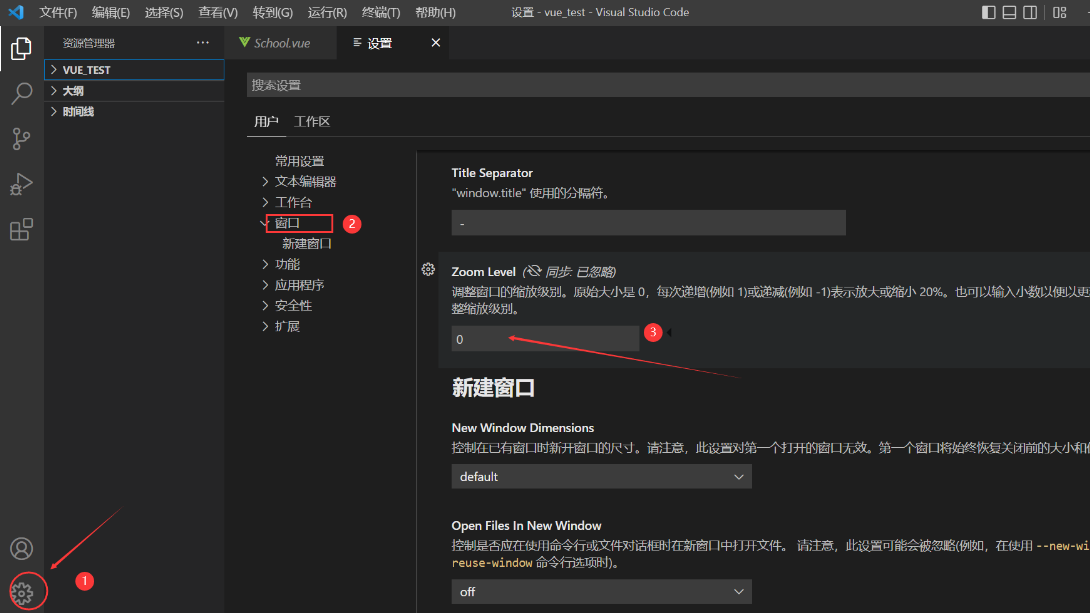 文件(F) 编辑(E) 选择(S) 查看(V) 转到(G) 运行(R) 终端(T) 帮助(H) 设置 - vue_test - Visual Studio Code
资源管理器 ···
School.vue
设置
VUE_TEST
大纲
时间线
搜索设置
用户 工作区
常用设置
文本编辑器
工作台
窗口 2
新建窗口
功能
应用程序
安全性
扩展
Title Separator
"window.title" 使用的分隔符。
-
Zoom Level (同步: 已忽略)
调整窗口的缩放级别。原始大小是 0，每次递增(例如 1)或递减(例如 -1)表示放大或缩小 20%。也可以输入小数以便以更
整缩放级别。
0 3
新建窗口
New Window Dimensions
控制在已有窗口时新开窗口的尺寸。请注意，此设置对第一个打开的窗口无效。第一个窗口将始终恢复关闭前的大小和
default
Open Files In New Window
控制是否应在使用命令行或文件对话框时在新窗口中打开文件。 请注意，此设置可能会被忽略(例如，在使用 --new-wi
reuse-window 命令行选项时)。
off
1